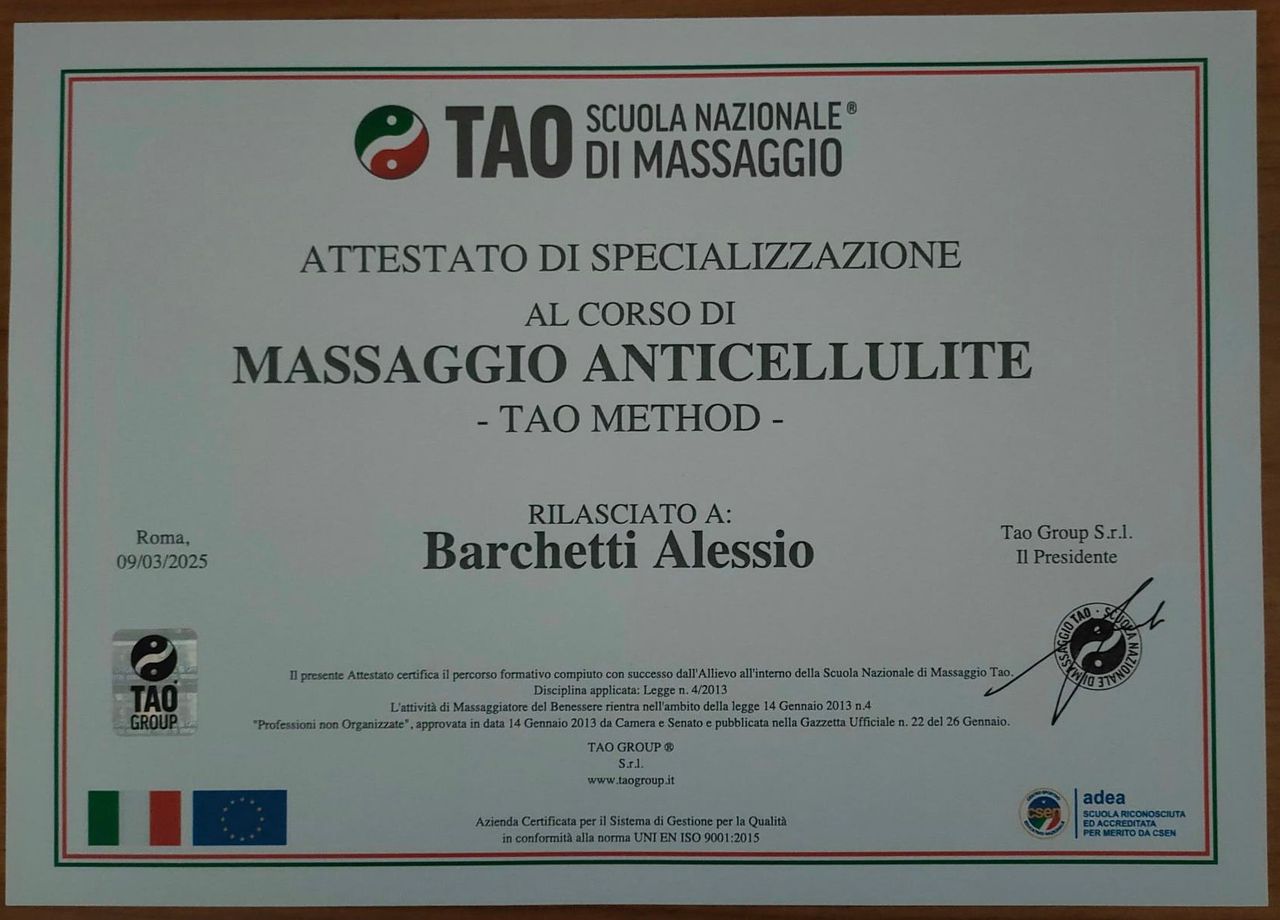 TAO SCUOLA NAZIONALE®
DI MASSAGGIO
ATTESTATO DI SPECIALIZZAZIONE
AL CORSO DI
MASSAGGIO ANTICELLULITE
- TAO METHOD -
RILASCIATO A:
Barchetti Alessio
Roma,
09/03/2025
Tao Group S.r.l.
Il Presidente
SCUOLA NAZIONALE DI MASSAGGIO TAO ·
TAO
GROUP
Il presente Attestato certifica il percorso formativo compiuto con successo dall'Allievo all'interno della Scuola Nazionale di Massaggio Tao.
Disciplina applicata: Legge n. 4/2013
L'attività di Massaggiatore del Benessere rientra nell'ambito della legge 14 Gennaio 2013 n.4
"Professioni non Organizzate", approvata in data 14 Gennaio 2013 da Camera e Senato e pubblicata nella Gazzetta Ufficiale n. 22 del 26 Gennaio.
TAO GROUP ®
S.r.l.
www.taogroup.it
Azienda Certificata per il Sistema di Gestione per la Qualità
in conformità alla norma UNI EN ISO 9001:2015
csen
adea
SCUOLA RICONOSCIUTA
ED ACCREDITATA
PER MERITO DA CSEN